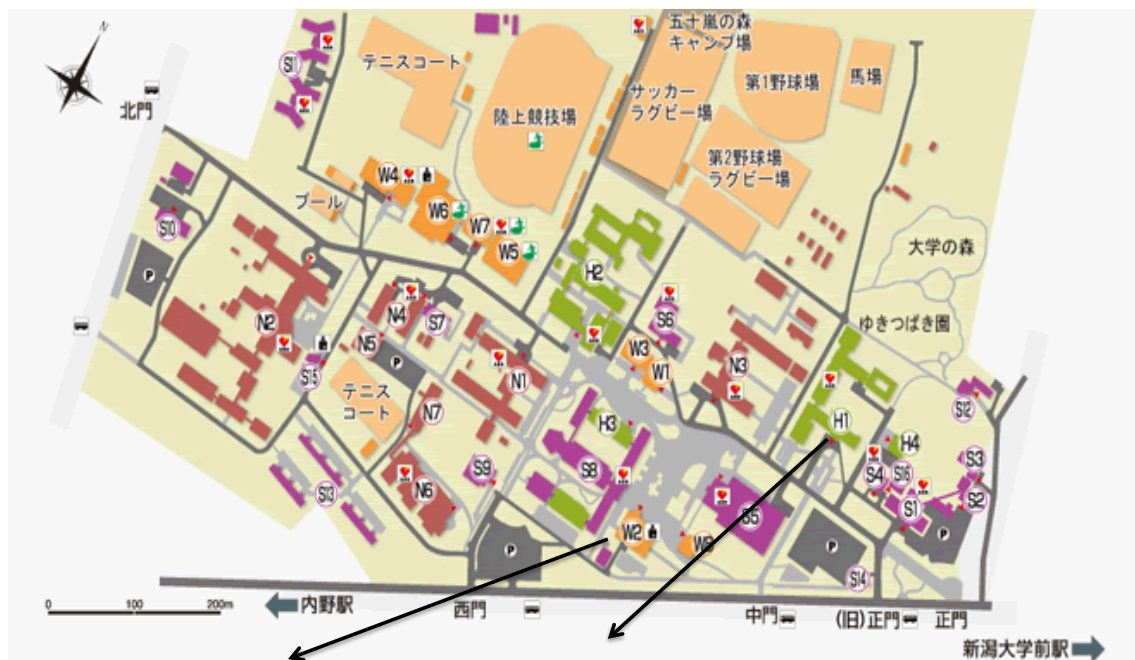 N
五十嵐の森
キャンプ場
テニスコート
第1野球場
馬場
S11
北門
サッカー
ラグビー場
陸上競技場
第2野球場
ラグビー場
W4
プール
W6
W7
W5
S10
P
H2
大学の森
ゆきつばき園
N2
N4
S7
S6
N5
P
W3
W1
N3
N1
S15
テニス
コート
N7
H3
H1
H4
S12
S9
S8
S4
S16
S3
S13
N6
S5
S1
S2
W2
P
P
P
S14
0
100
200m
内野駅
西門
中門
(旧)正門
正門
新潟大学前駅